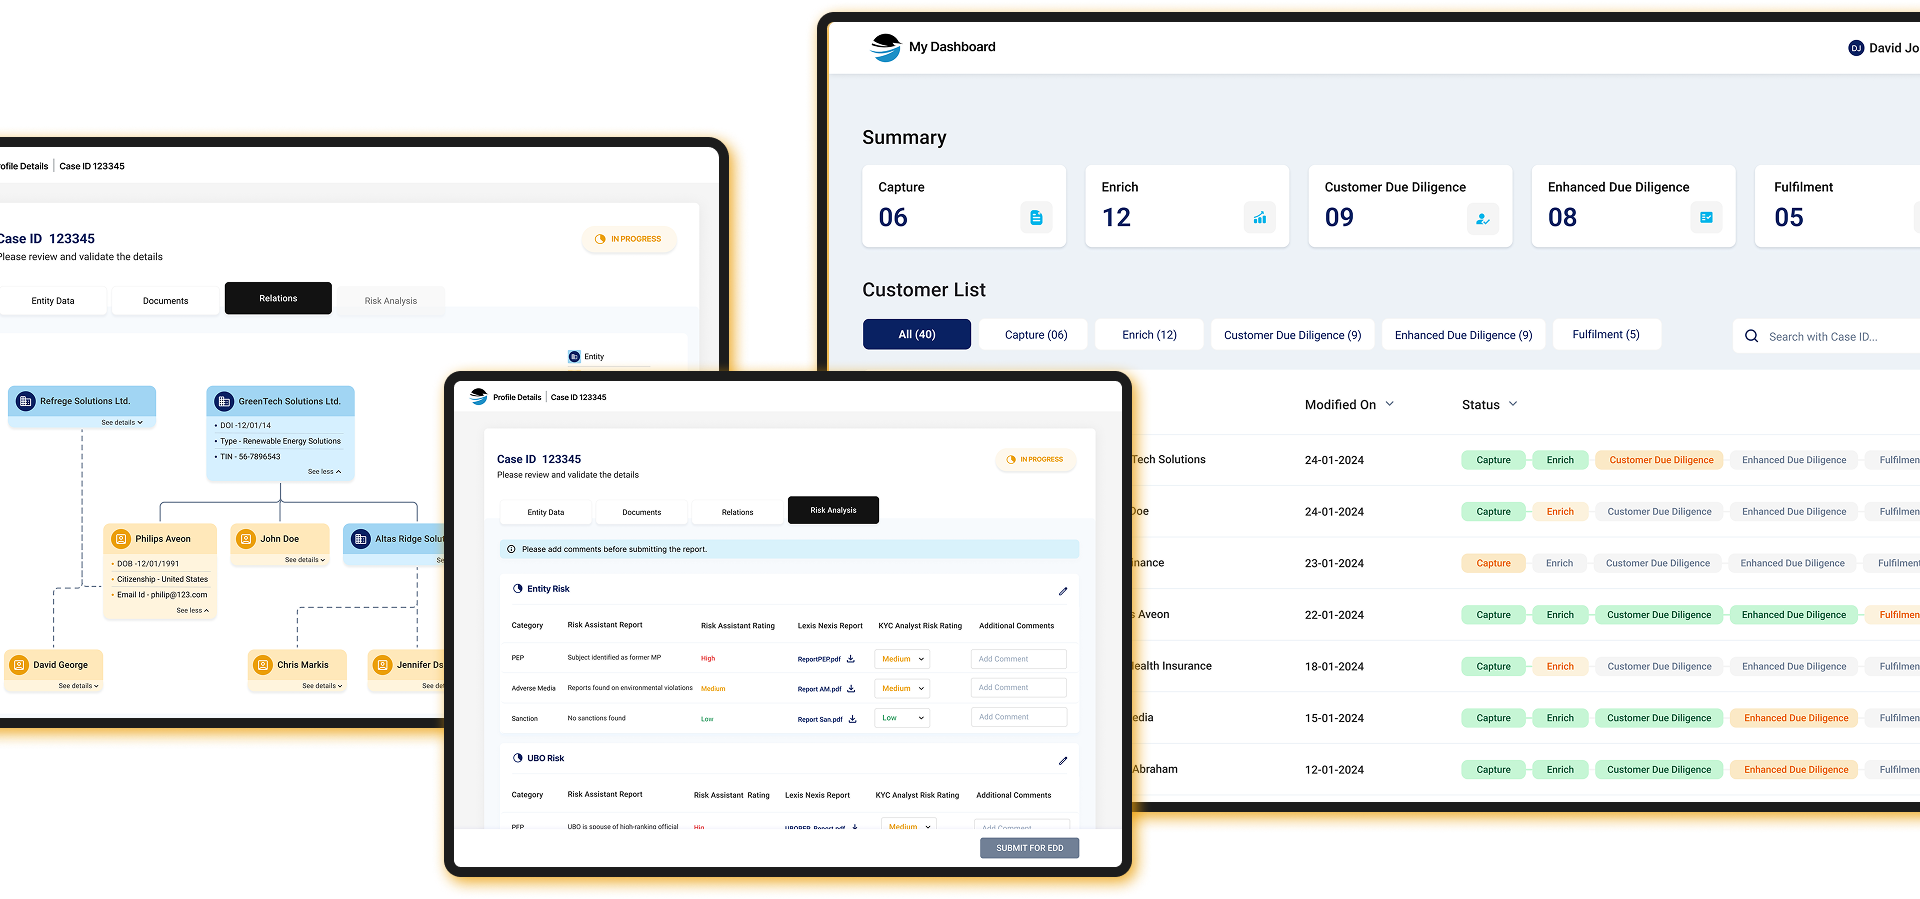 Profile Details | Case ID 123345
Case ID 123345
Please review and validate the details
IN PROGRESS
Entity Data
Documents
Relations
Risk Analysis
Entity
Refrege Solutions Ltd.
See details
GreenTech Solutions Ltd.
• DOI -12/01/14
• Type - Renewable Energy Solutions
• TIN - 56-7896543
See less
Philips Aveon
• DOB -12/01/1991
• Citizenship - United States
• Email Id - philip@123.com
See less
John Doe
See details
Altas Ridge
David George
See details
Chris Markis
See details
Jennifer
Profile Details | Case ID 123345
Case ID 123345
Please review and validate the details
IN PROGRESS
Entity Data
Documents
Relations
Risk Analysis
Please add comments before submitting the report.
Entity Risk
Category Risk Assistant Report Risk Assistant Rating Lexis Nexis Report KYC Analyst Risk Rating Additional Comments
PEP Subject identified as former MP High ReportPEP.pdf Medium Add Comment
Adverse Media Reports found on environmental violations Medium Report AM.pdf Medium Add Comment
Sanction No sanctions found Low Report San.pdf Low Add Comment
UBO Risk
Category Risk Assistant Report Risk Assistant Rating Lexis Nexis Report KYC Analyst Risk Rating Additional Comments
PEP UBO is spouse of high-ranking official Medium Add Comment
SUBMIT FOR EDD
My Dashboard
DJ David Jo
Summary
Capture
06
Enrich
12
Customer Due Diligence
09
Enhanced Due Diligence
08
Fulfilment
05
Customer List
All (40)
Capture (06)
Enrich (12)
Customer Due Diligence (9)
Enhanced Due Diligence (9)
Fulfilment (5)
Search with Case ID...
Modified On Status
Tech Solutions 24-01-2024 Capture Enrich Customer Due Diligence Enhanced Due Diligence Fulfilmen
Doe 24-01-2024 Capture Enrich Customer Due Diligence Enhanced Due Diligence Fulfilmen
inance 23-01-2024 Capture Enrich Customer Due Diligence Enhanced Due Diligence Fulfilment
s Aveon 22-01-2024 Capture Enrich Customer Due Diligence Enhanced Due Diligence Fulfilmen
ealth Insurance 18-01-2024 Capture Enrich Customer Due Diligence Enhanced Due Diligence Fulfilmen
edia 15-01-2024 Capture Enrich Customer Due Diligence Enhanced Due Diligence Fulfilmen
Abraham 12-01-2024 Capture Enrich Customer Due Diligence Enhanced Due Diligence Fulfilmen